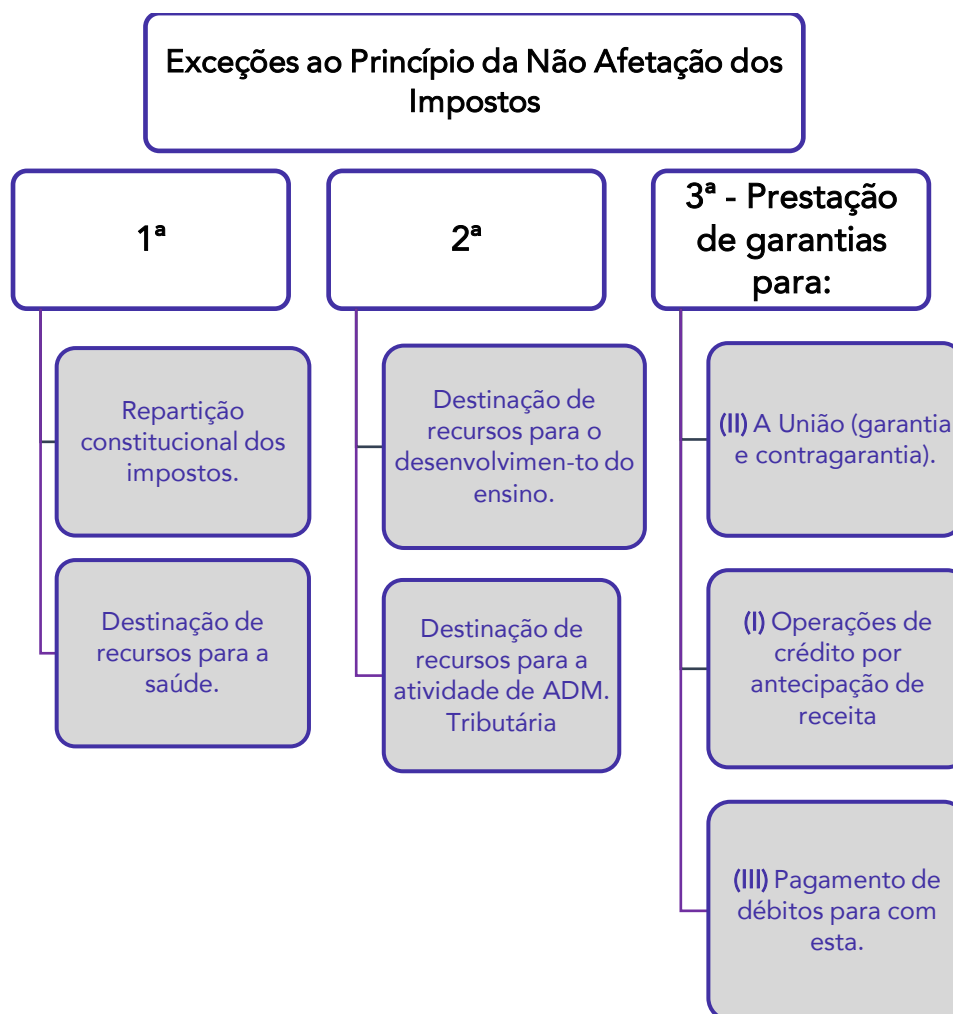 Exceções ao Princípio da Não Afetação dos
Impostos
1ª
Repartição
constitucional dos
impostos.
Destinação de
recursos para a
saúde.
2ª
Destinação de
recursos para o
desenvolvimen-to do
ensino.
Destinação de
recursos para a
atividade de ADM.
Tributária
3ª - Prestação
de garantias
para:
(II) A União (garantia
e contragarantia).
(I) Operações de
crédito por
antecipação de
receita
(III) Pagamento de
débitos para com
esta.